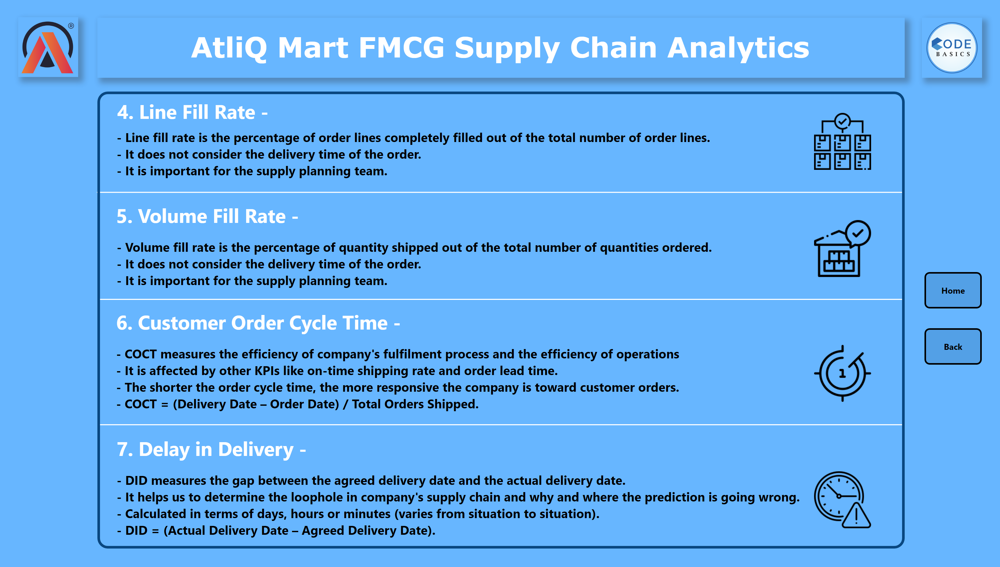 ®
AtliQ Mart FMCG Supply Chain Analytics
CODE
BASICS
4. Line Fill Rate -
- Line fill rate is the percentage of order lines completely filled out of the total number of order lines.
- It does not consider the delivery time of the order.
- It is important for the supply planning team.
5. Volume Fill Rate -
- Volume fill rate is the percentage of quantity shipped out of the total number of quantities ordered.
- It does not consider the delivery time of the order.
- It is important for the supply planning team.
6. Customer Order Cycle Time -
- COCT measures the efficiency of company's fulfilment process and the efficiency of operations
- It is affected by other KPIs like on-time shipping rate and order lead time.
- The shorter the order cycle time, the more responsive the company is toward customer orders.
- COCT = (Delivery Date – Order Date) / Total Orders Shipped.
1
7. Delay in Delivery -
- DID measures the gap between the agreed delivery date and the actual delivery date.
- It helps us to determine the loophole in company's supply chain and why and where the prediction is going wrong.
- Calculated in terms of days, hours or minutes (varies from situation to situation).
- DID = (Actual Delivery Date – Agreed Delivery Date).
Home
Back